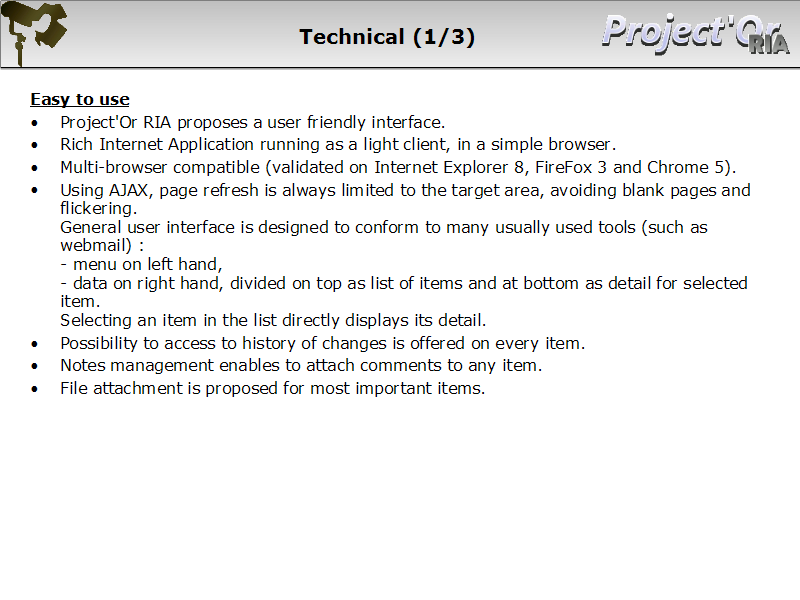 Technical (1/3)
Project'Or
RIA
Easy to use
• Project'Or RIA proposes a user friendly interface.
• Rich Internet Application running as a light client, in a simple browser.
• Multi-browser compatible (validated on Internet Explorer 8, FireFox 3 and Chrome 5).
• Using AJAX, page refresh is always limited to the target area, avoiding blank pages and
flickering.
General user interface is designed to conform to many usually used tools (such as
webmail) :
- menu on left hand,
- data on right hand, divided on top as list of items and at bottom as detail for selected
item.
Selecting an item in the list directly displays its detail.
• Possibility to access to history of changes is offered on every item.
• Notes management enables to attach comments to any item.
• File attachment is proposed for most important items.